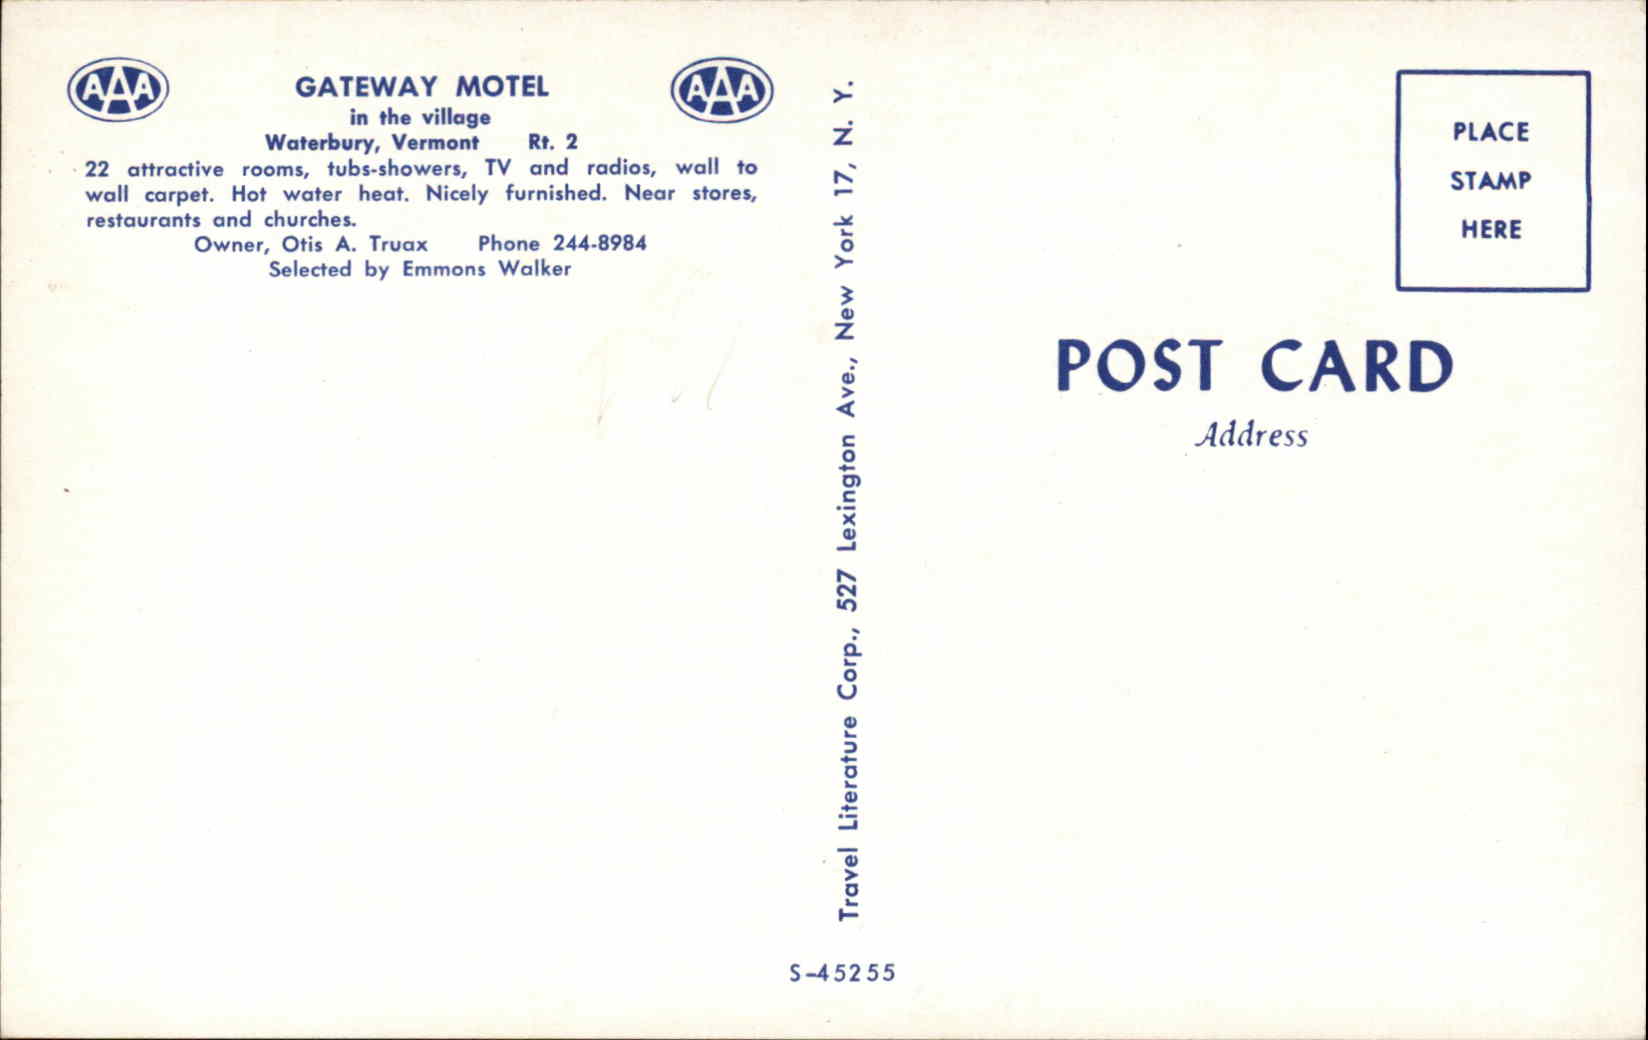 AAA
GATEWAY MOTEL
AAA
in the village
Waterbury, Vermont Rt. 2
22 attractive rooms, tubs-showers, TV and radios, wall to
wall carpet. Hot water heat. Nicely furnished. Near stores,
restaurants and churches.
Owner, Otis A. Truax Phone 244-8984
Selected by Emmons Walker
Travel Literature Corp., 527 Lexington Ave., New York 17, N. Y.
S-45255
PLACE
STAMP
HERE
POST CARD
Address